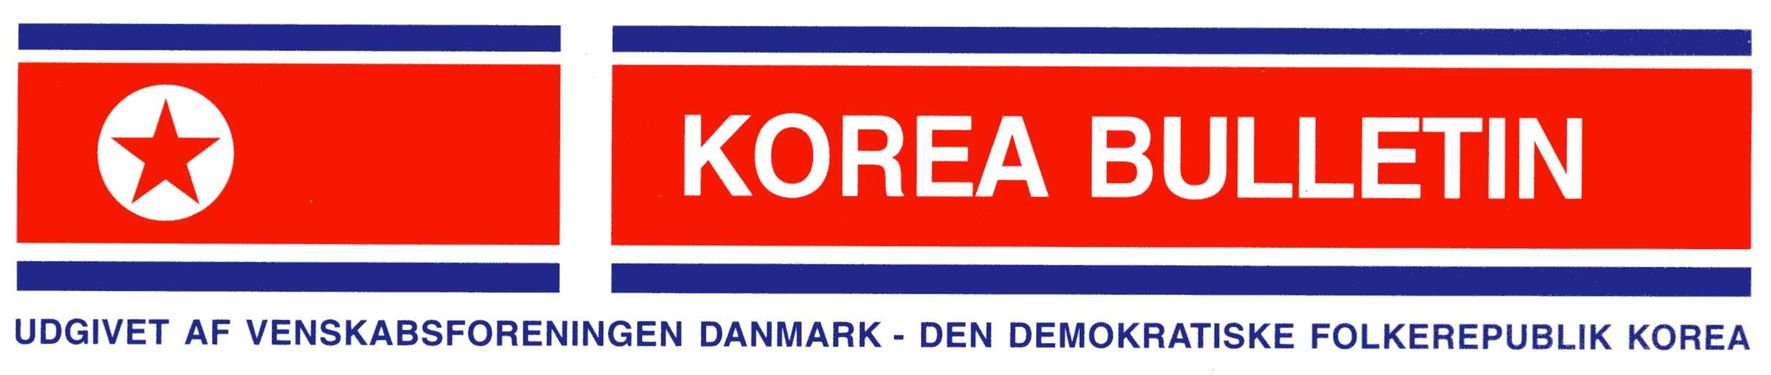 KOREA BULLETIN
UDGIVET AF VENSKABSFORENINGEN DANMARK - DEN DEMOKRATISKE FOLKEREPUBLIK KOREA